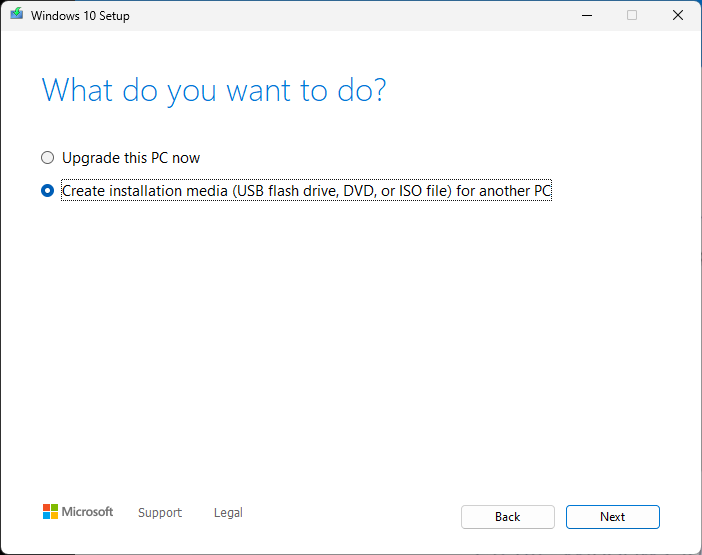 Windows 10 Setup
What do you want to do?
Upgrade this PC now
Create installation media (USB flash drive, DVD, or ISO file) for another PC
Microsoft Support Legal
Back Next